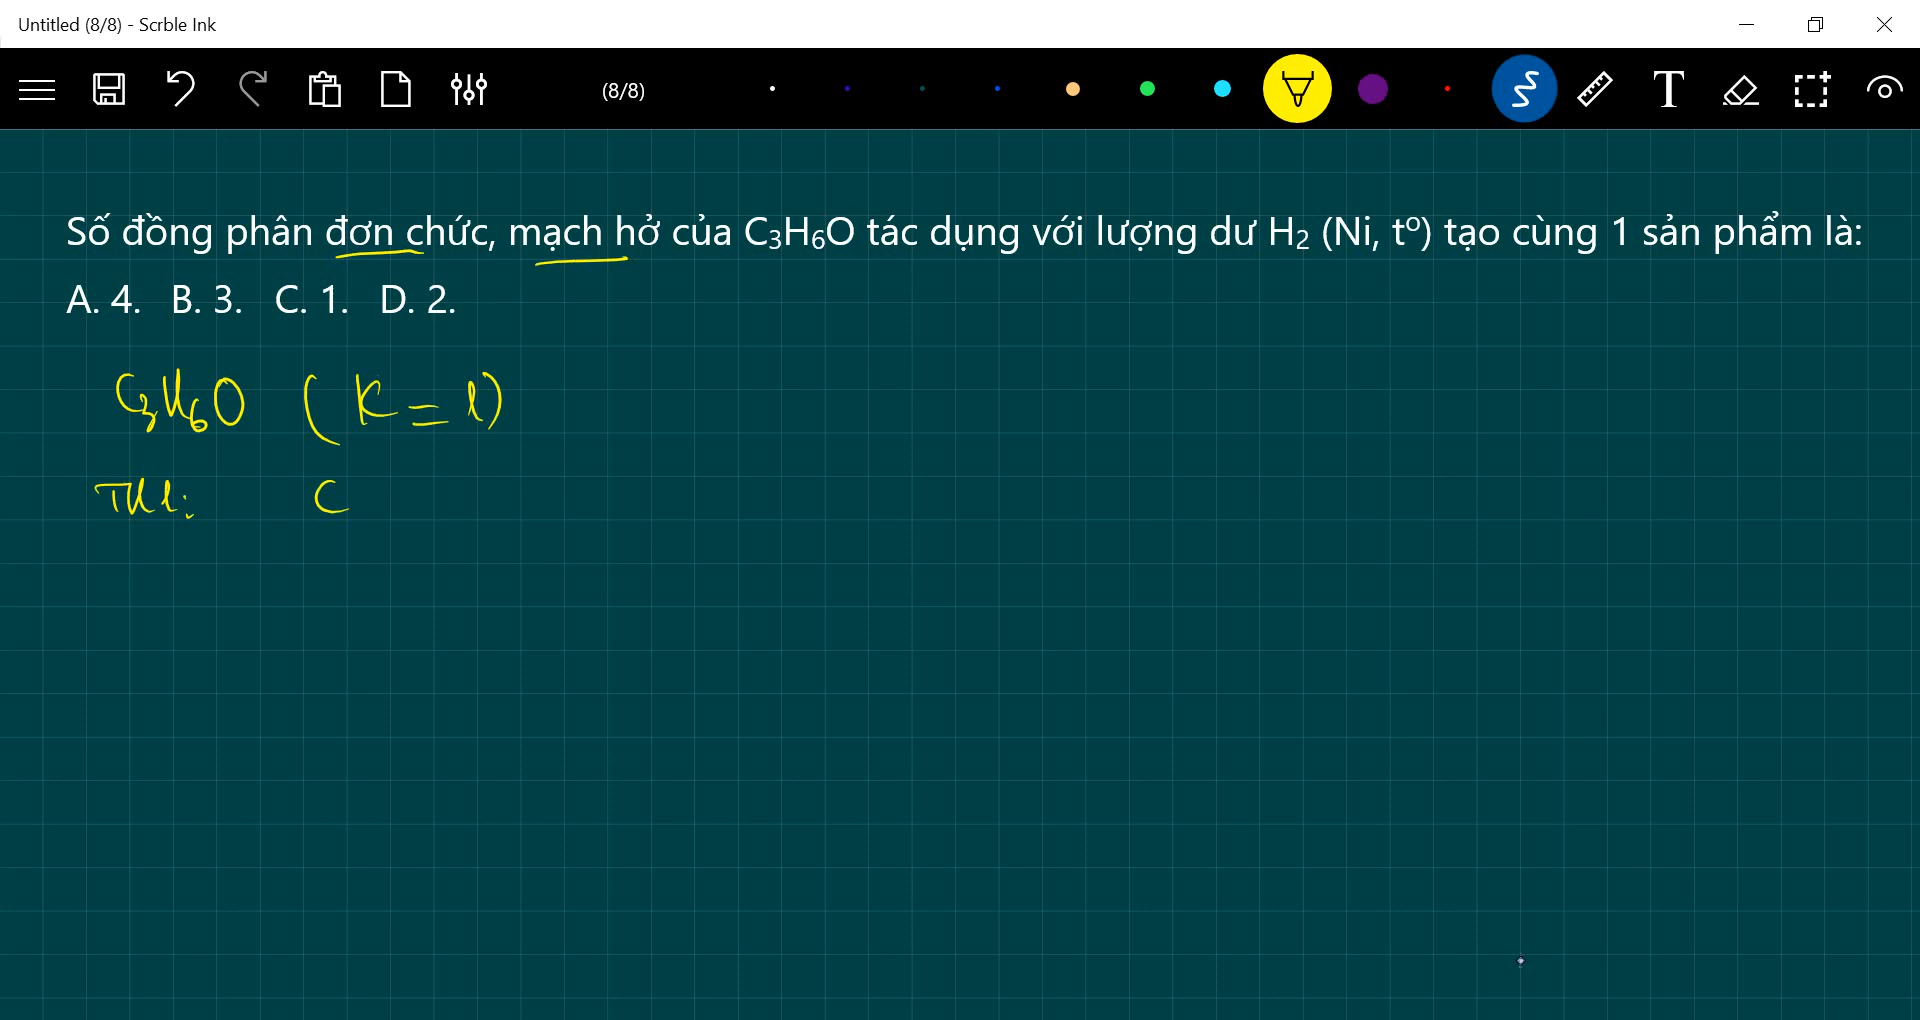 Untitled (8/8) - Scrble Ink
(8/8)
T
Số đồng phân đơn chức, mạch hở của C₃H₆O tác dụng với lượng dư H₂ (Ni, tº) tạo cùng 1 sản phẩm là:
A. 4. B. 3. C. 1. D. 2.
C₃H₆O (K=1)
TH1: C